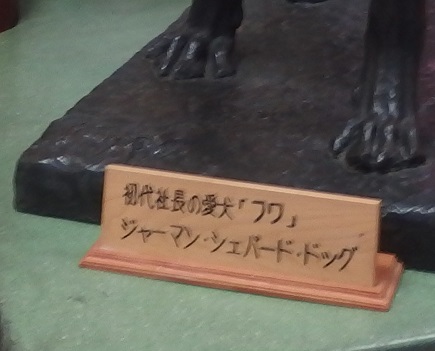 初代社長の愛犬「フワ」
ジャーマン・シェパード・ドッグ